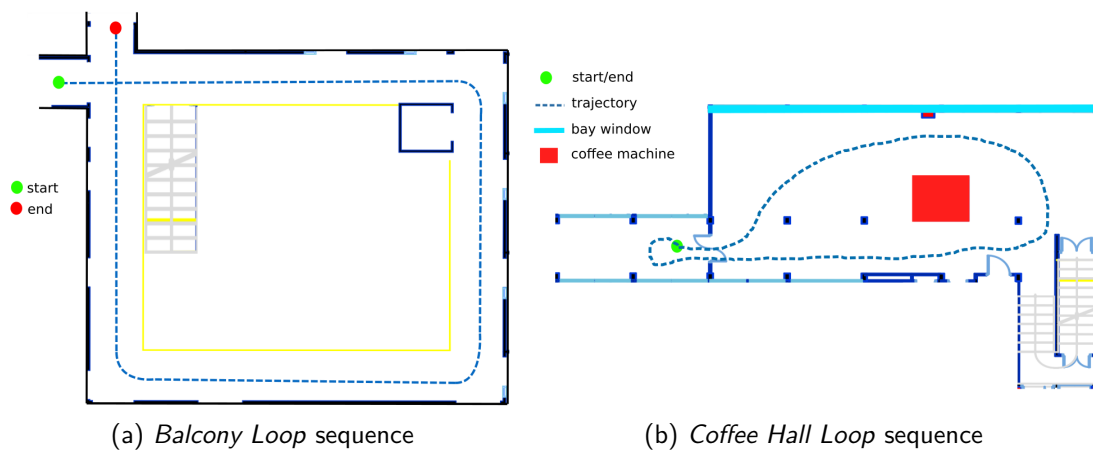 start
end
(a) Balcony Loop sequence
start/end
trajectory
bay window
coffee machine
(b) Coffee Hall Loop sequence